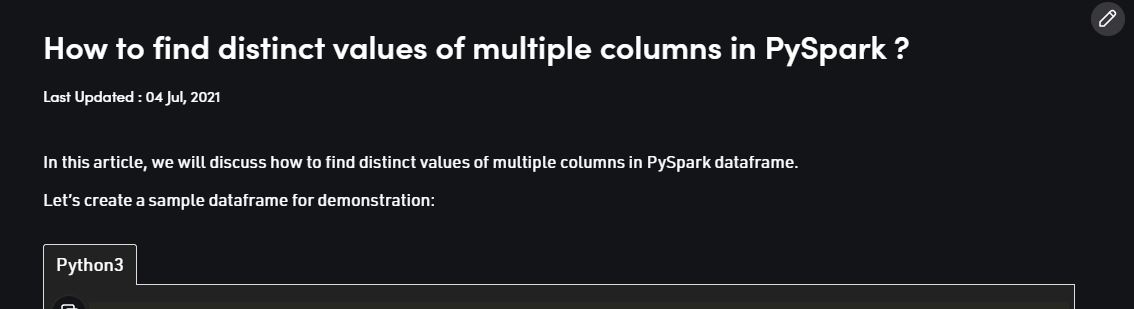 How to find distinct values of multiple columns in PySpark ?
Last Updated : 04 Jul, 2021
In this article, we will discuss how to find distinct values of multiple columns in PySpark dataframe.
Let’s create a sample dataframe for demonstration:
Python3